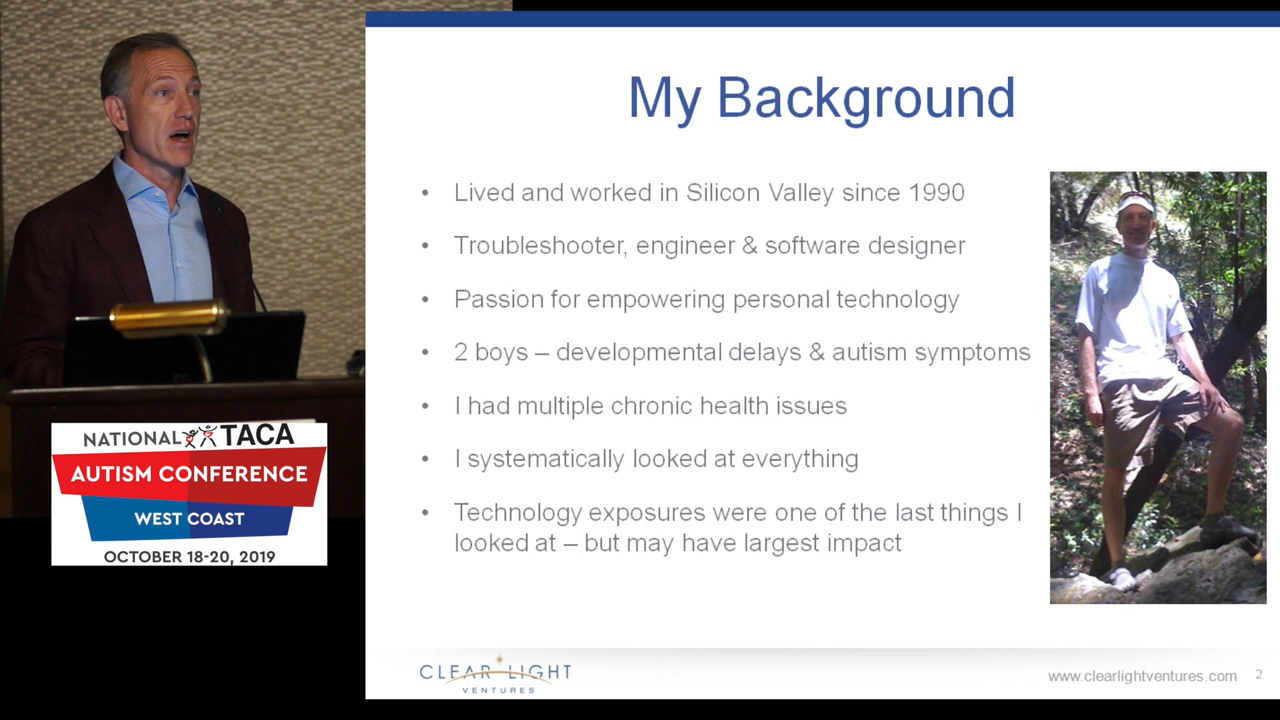 My Background
• Lived and worked in Silicon Valley since 1990
• Troubleshooter, engineer & software designer
• Passion for empowering personal technology
• 2 boys – developmental delays & autism symptoms
• I had multiple chronic health issues
• I systematically looked at everything
• Technology exposures were one of the last things I
looked at – but may have largest impact
NATIONAL TACA
AUTISM CONFERENCE
WEST COAST
OCTOBER 18-20, 2019
CLEAR LIGHT
VENTURES
www.clearlightventures.com 2